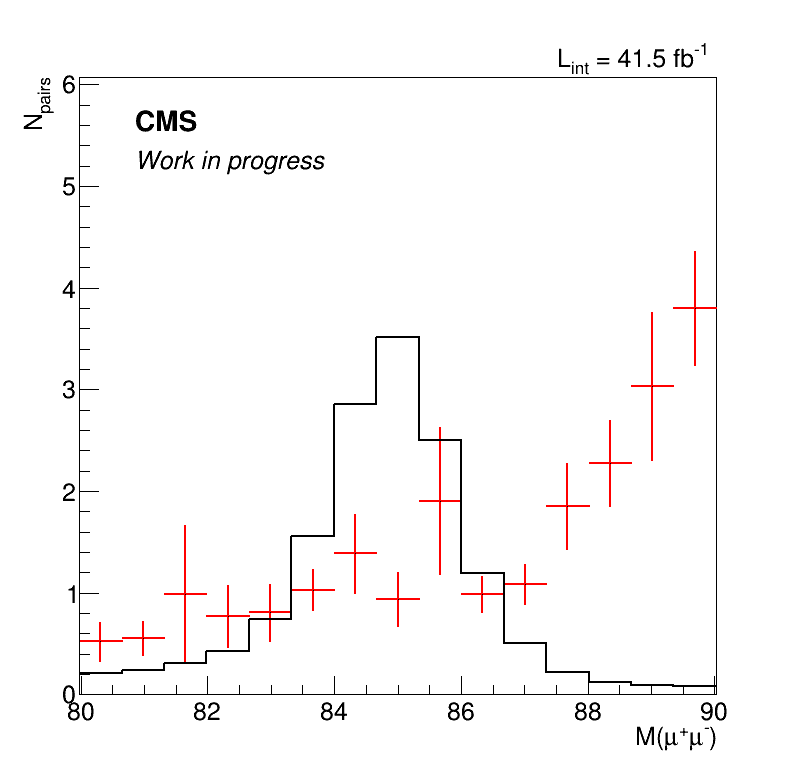 L_int = 41.5 fb^-1
N_pairs
CMS
Work in progress
6
5
4
3
2
1
0
80 82 84 86 88 90
M(μ⁺μ⁻)